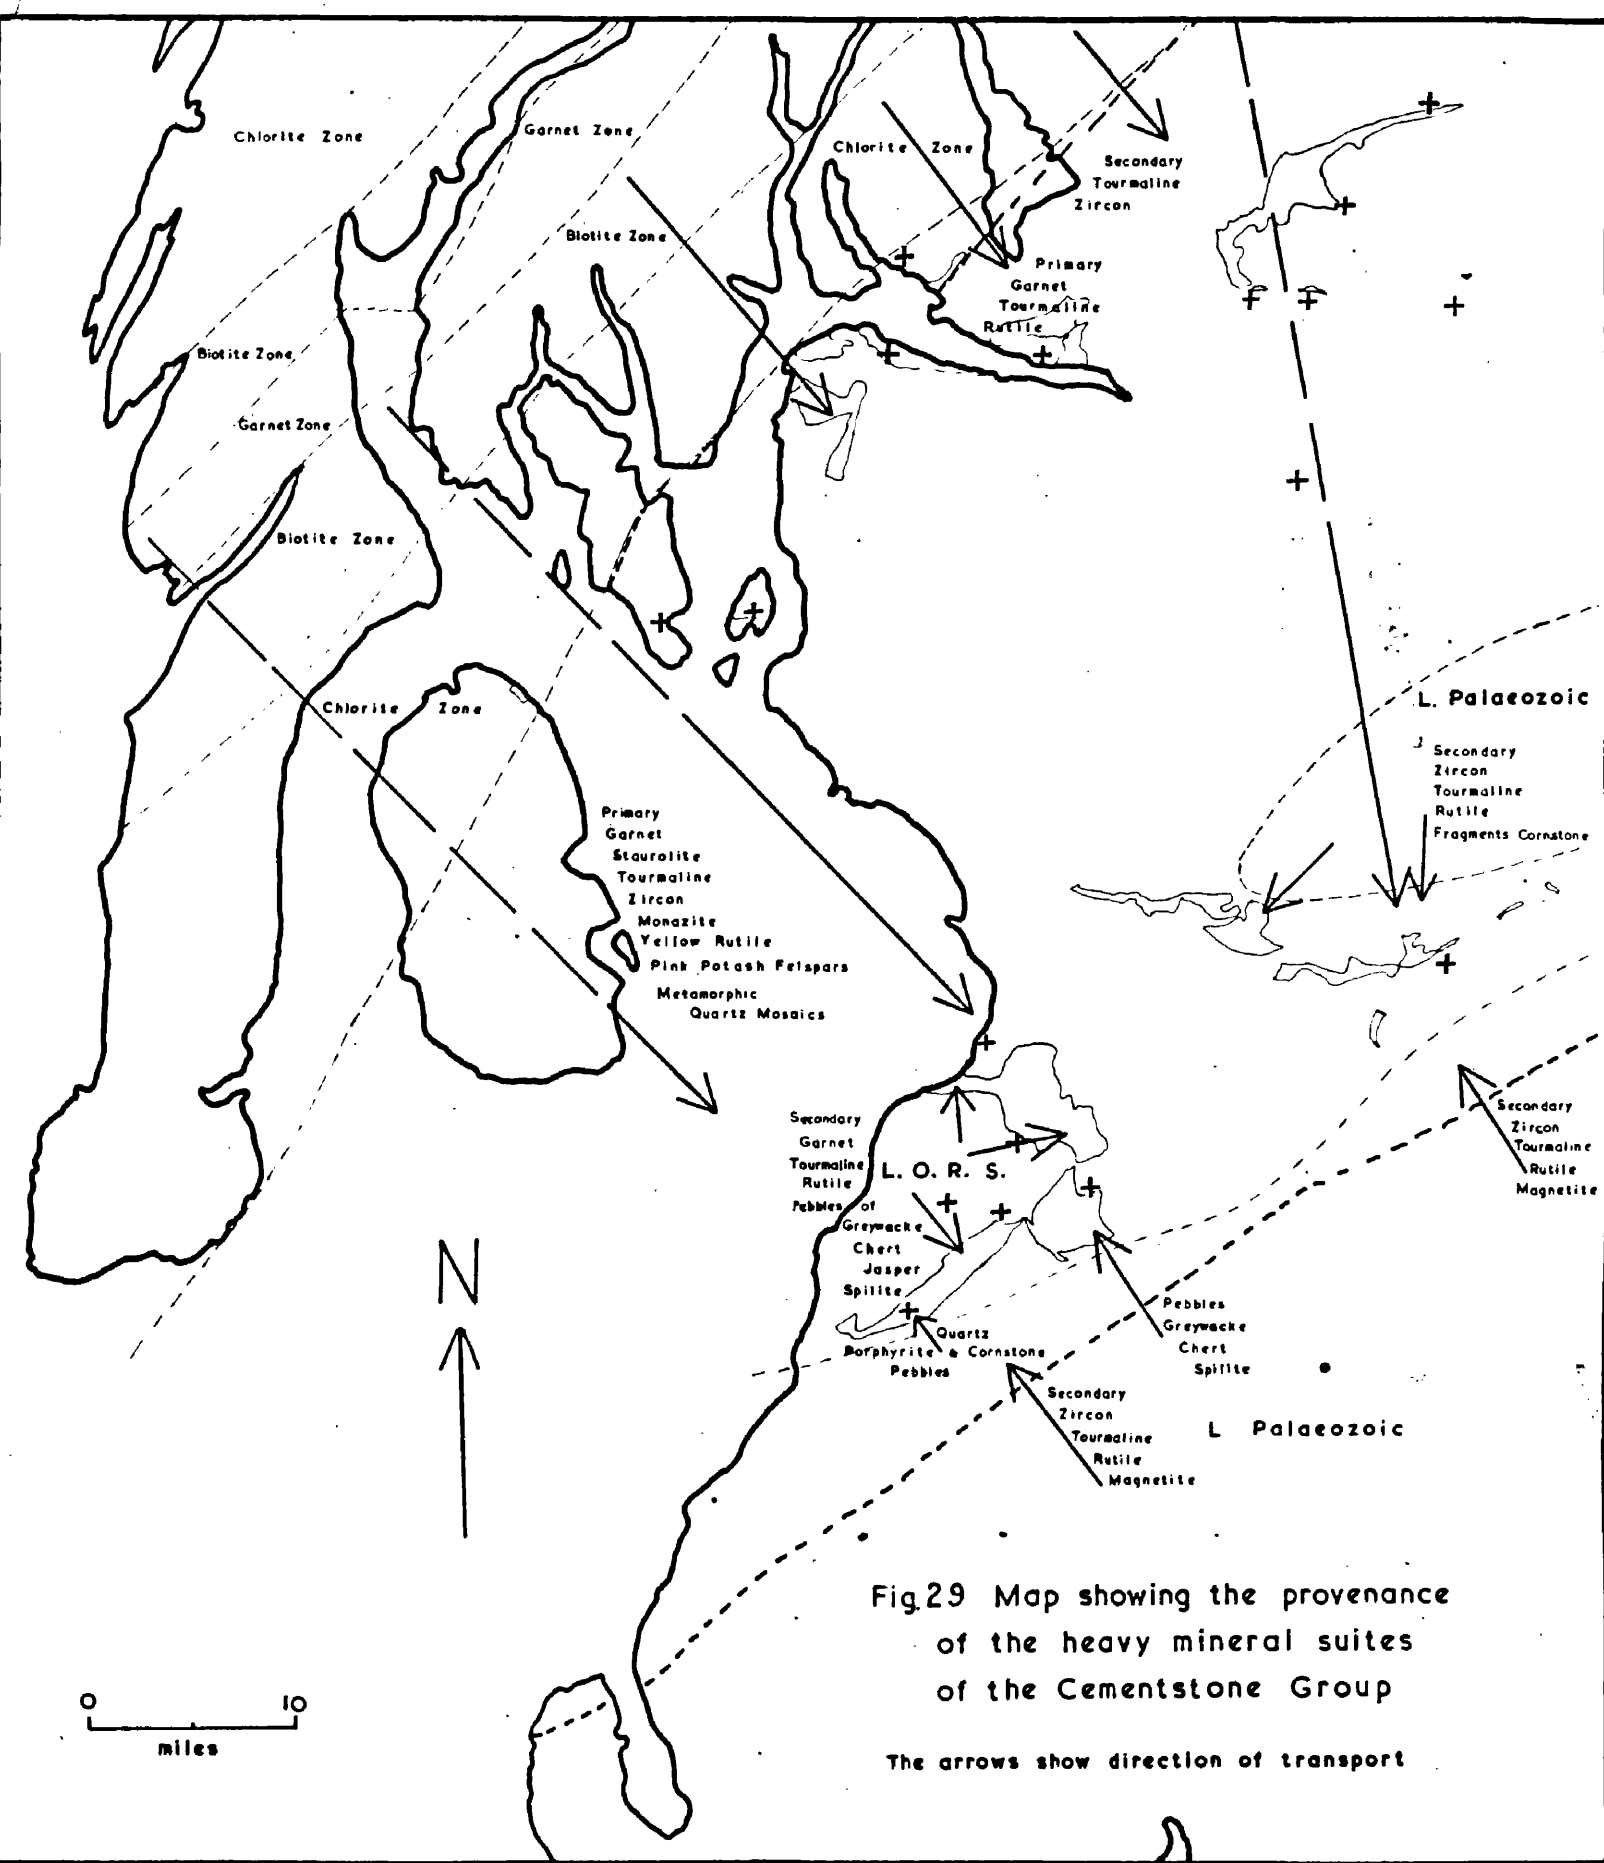 Chlorite Zone
Garnet Zone
Chlorite Zone
Secondary
Tourmaline
Zircon
Biotite Zone
Primary
Garnet
Tourmaline
Rutile
Biotite Zone
Garnet Zone
Biotite Zone
Chlorite Zone
L. Palaeozoic
Secondary
Zircon
Tourmaline
Rutile
Fragments Cornstone
Primary
Garnet
Staurolite
Tourmaline
Zircon
Monazite
Yellow Rutile
Pink Potash Felspars
Metamorphic
Quartz Mosaics
Secondary
Garnet
Tourmaline
Rutile
Pebbles of
Greywacke
Chert
Jasper
Spilite
L. O. R. S.
Secondary
Zircon
Tourmaline
Rutile
Magnetite
Quartz
Porphyrite & Cornstone
Pebbles
Pebbles
Greywacke
Chert
Spilite
Secondary
Zircon
Tourmaline
Rutile
Magnetite
L Palaeozoic
N
Fig.29 Map showing the provenance
of the heavy mineral suites
of the Cementstone Group
The arrows show direction of transport
0 10
miles